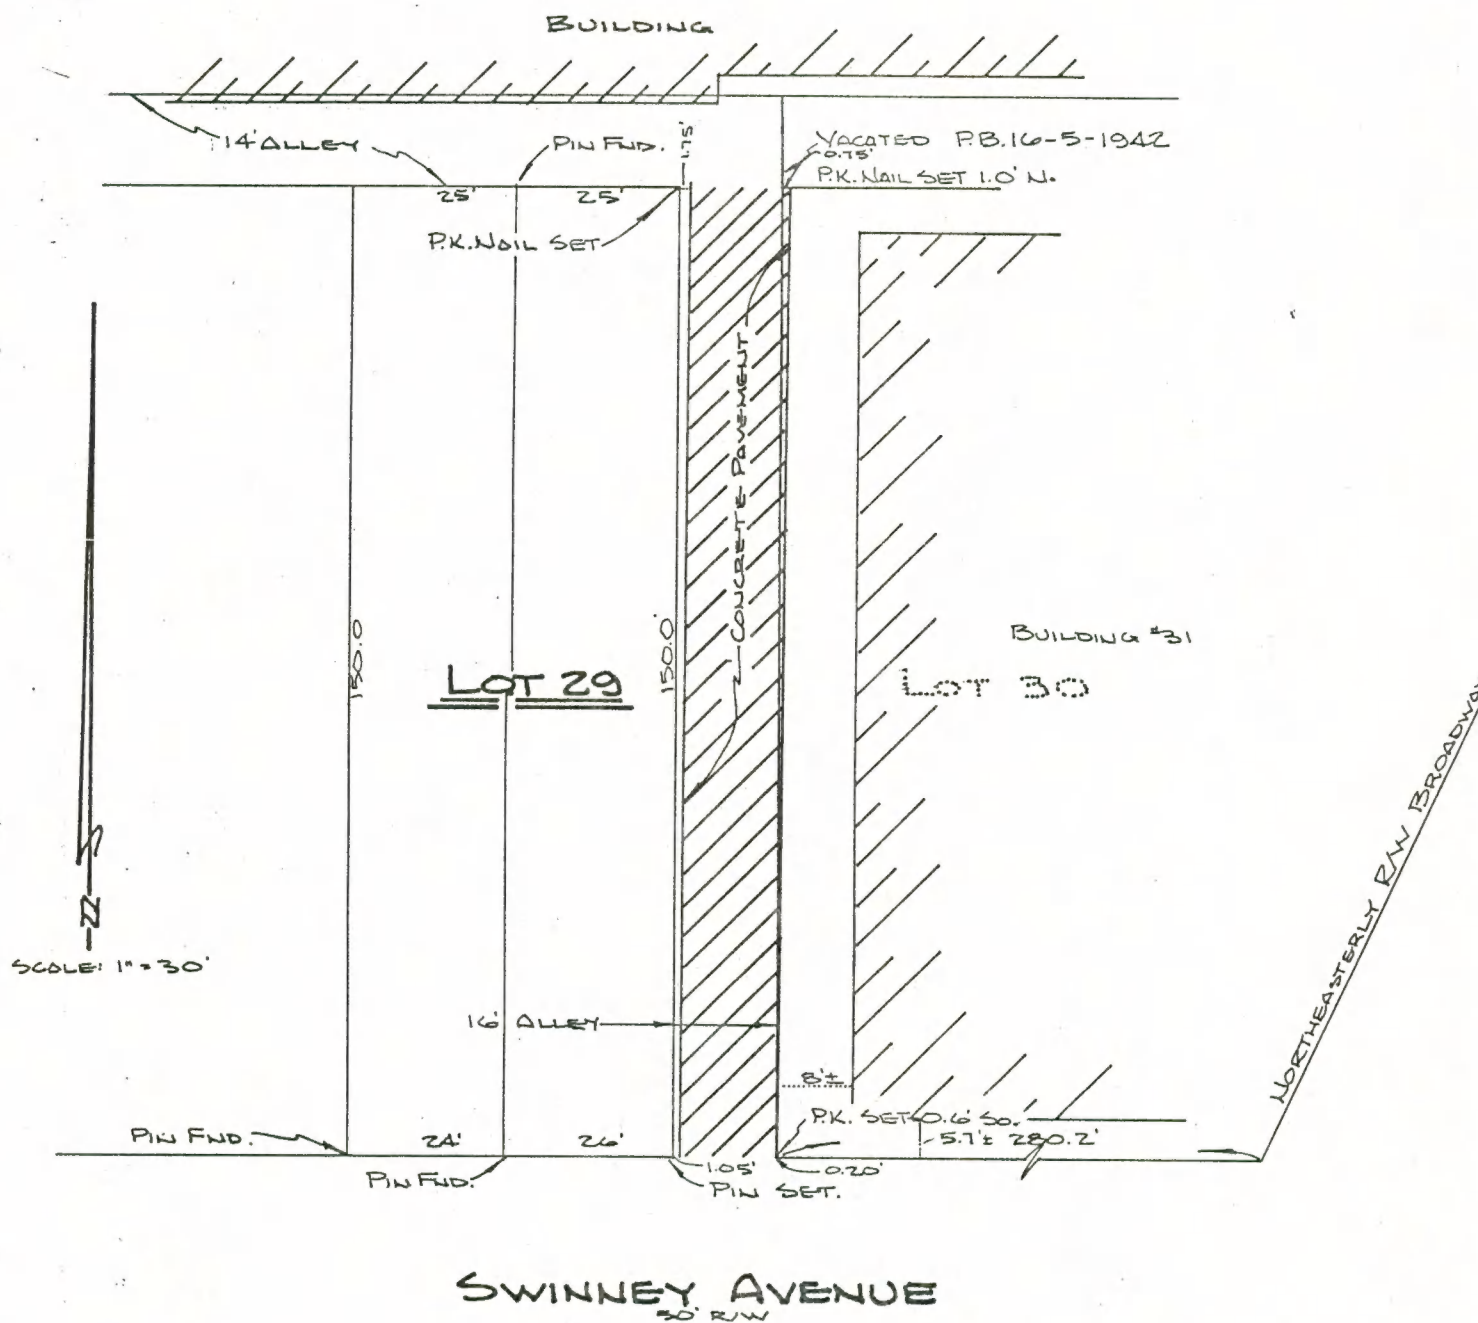 BUILDING
14' ALLEY
PIN FND.
1.75'
VACATED P.B. 16-5-1942
0.75'
P.K. NAIL SET 1.0' N.
25'
25'
P.K. NAIL SET
CONCRETE PAVEMENT
150.0'
150.0'
LOT 29
BUILDING #31
LOT 30
NORTHEASTERLY R/W BROADWAY
N
SCALE: 1" = 30'
16' ALLEY
8'±
P.K. SET 0.6' SO.
PIN FND.
24'
26'
5.7'± 280.2'
PIN FND.
1.05'
0.20'
PIN SET.
SWINNEY AVENUE
50' R/W